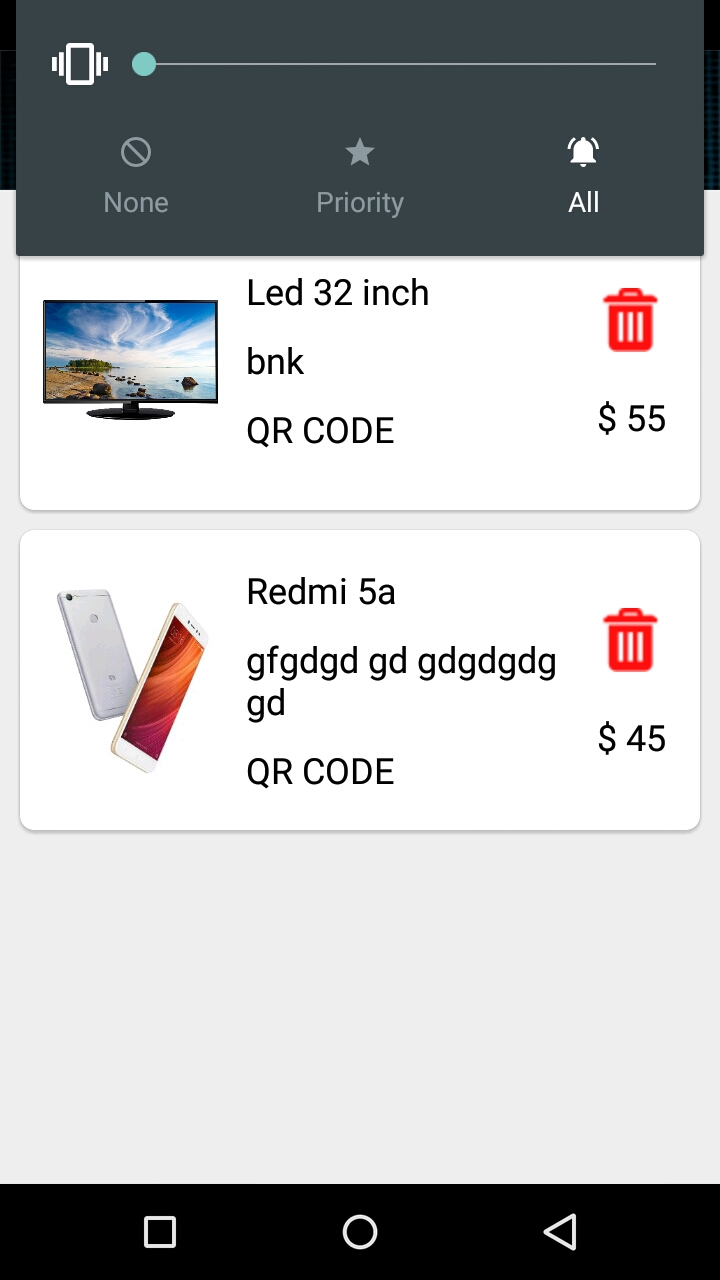 None
Priority
All
Led 32 inch
bnk
QR CODE
$ 55
Redmi 5a
gfgdgd gd gdgdgdg
gd
QR CODE
$ 45